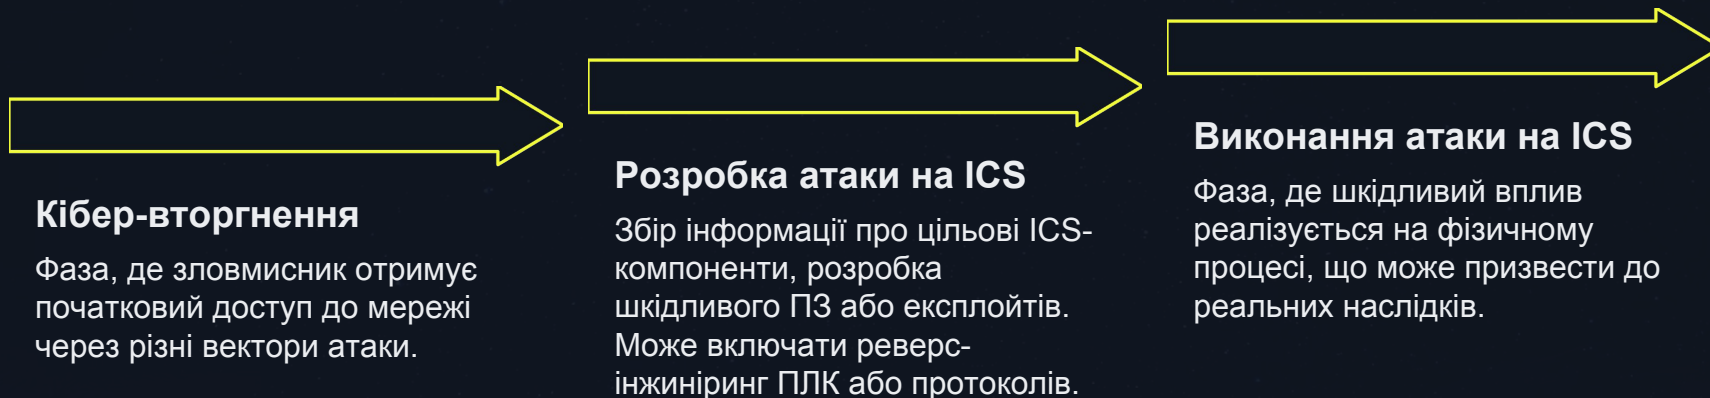 Кібер-вторгнення
Фаза, де зловмисник отримує
початковий доступ до мережі
через різні вектори атаки.
Розробка атаки на ICS
Збір інформації про цільові ICS-
компоненти, розробка
шкідливого ПЗ або експлойтів.
Може включати реверс-
інжиніринг ПЛК або протоколів.
Виконання атаки на ICS
Фаза, де шкідливий вплив
реалізується на фізичному
процесі, що може призвести до
реальних наслідків.